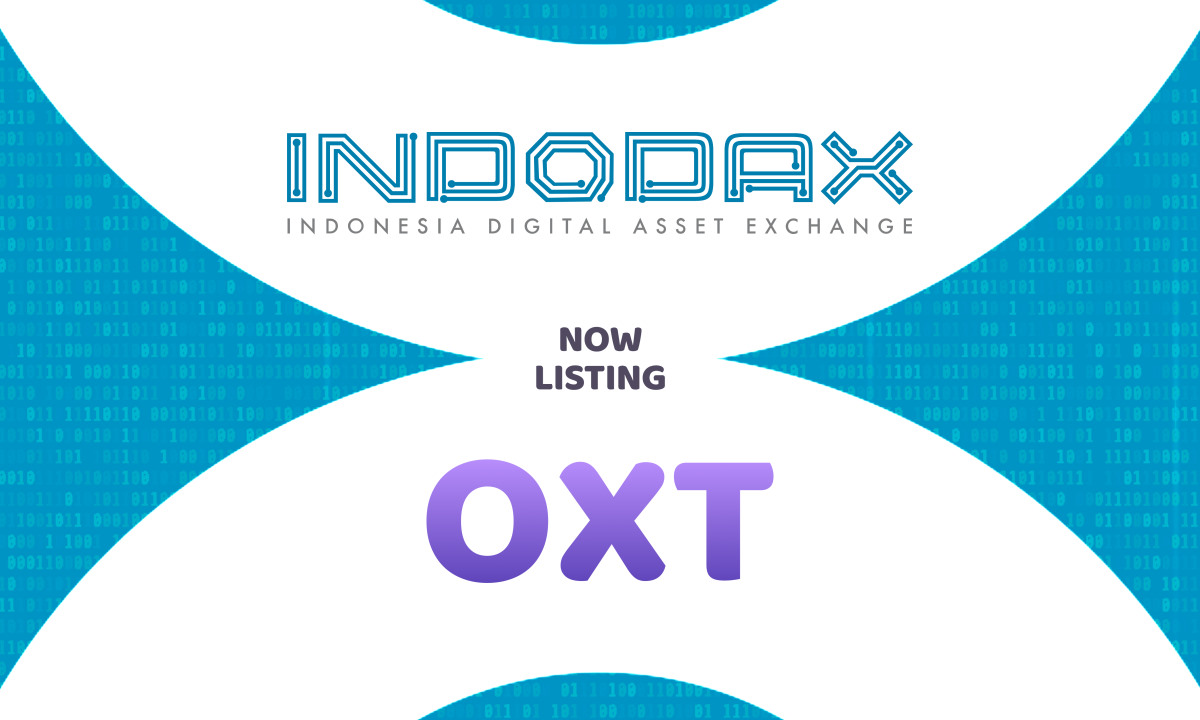 INDODAX
INDONESIA DIGITAL ASSET EXCHANGE
NOW
LISTING
OXT